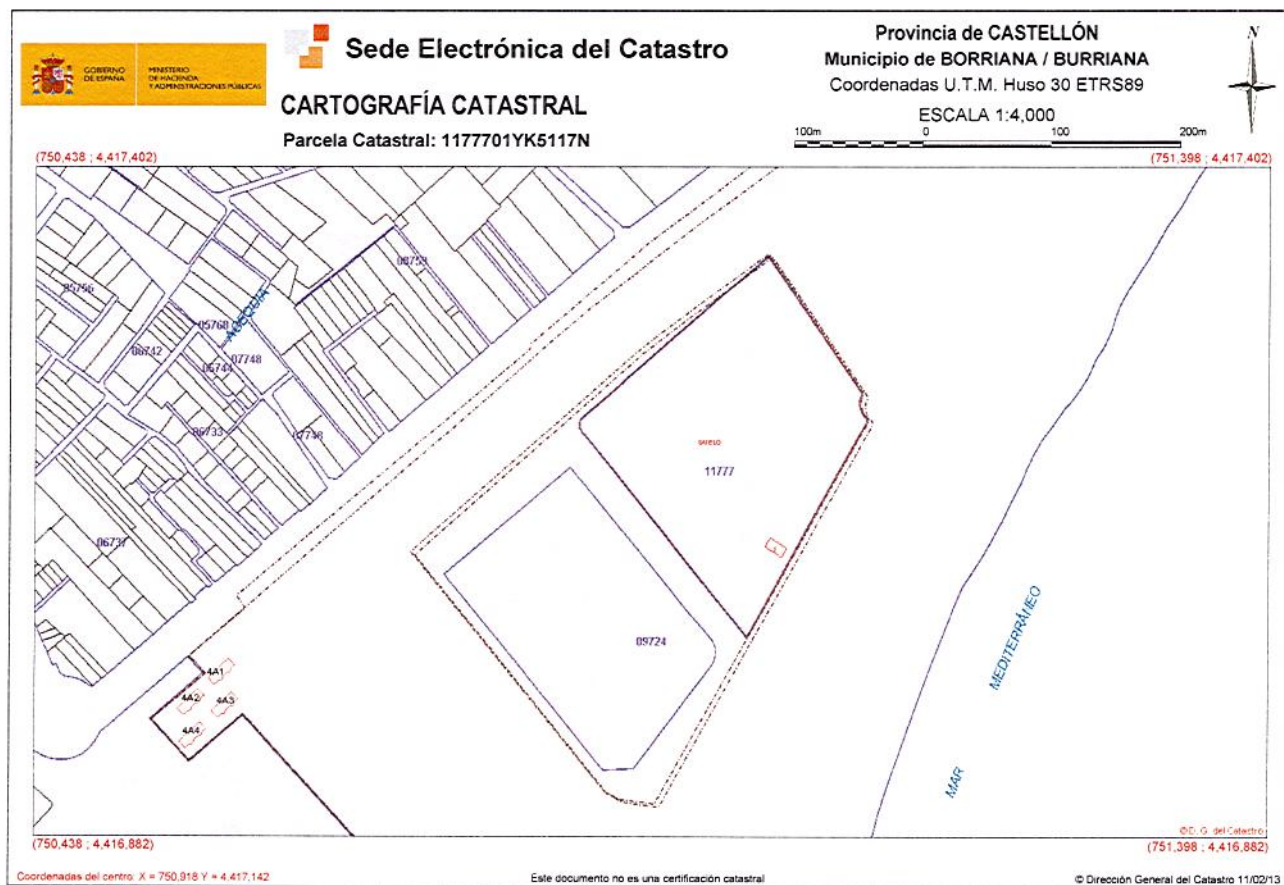 GOBIERNO
DE ESPAÑA
MINISTERIO
DE HACIENDA
Y ADMINISTRACIONES PÚBLICAS
Sede Electrónica del Catastro
CARTOGRAFÍA CATASTRAL
Parcela Catastral: 1177701YK5117N
Provincia de CASTELLÓN
Municipio de BORRIANA / BURRIANA
Coordenadas U.T.M. Huso 30 ETRS89
ESCALA 1:4,000
100m 0 100 200m
N
(750,438 ; 4,417,402)
(751,398 ; 4,417,402)
08759
05756
05768
ACEQUIA
06742
07748
05744
06733
07748
SUELO
11777
06737
09724
MEDITERRÁNEO
4A1
4A2
4A3
4A4
MAR
© D. G. del Catastro
(750,438 ; 4,416,882)
(751,398 ; 4,416,882)
Coordenadas del centro: X = 750,918 Y = 4,417,142
Este documento no es una certificación catastral
© Dirección General del Catastro 11/02/13